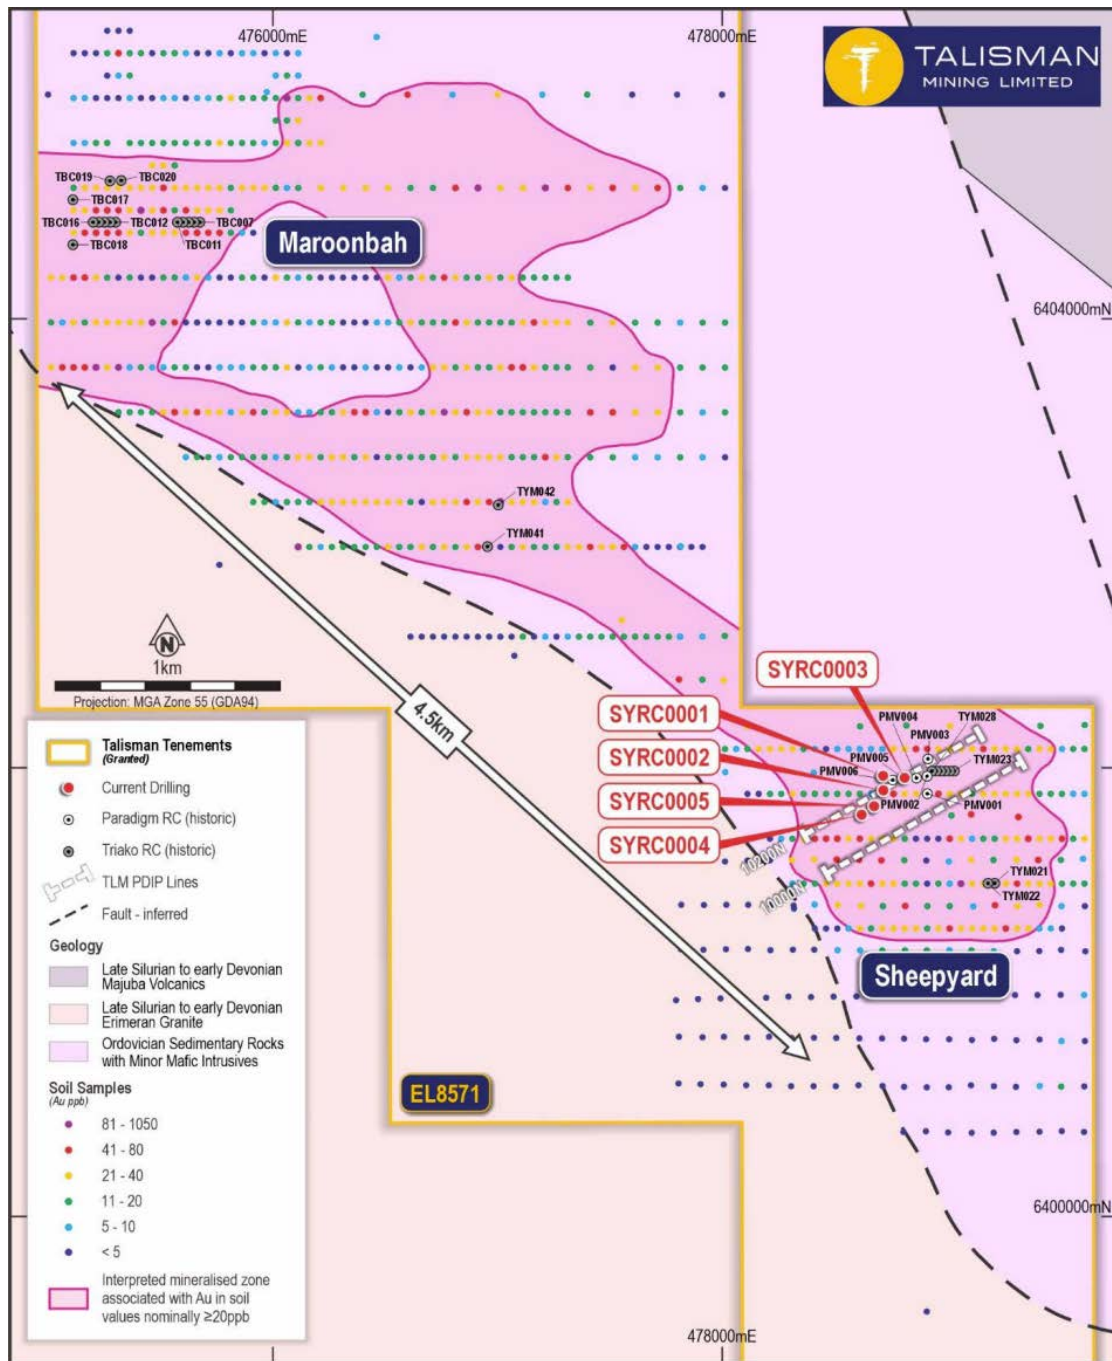 476000mE
478000mE
TALISMAN
MINING LIMITED
TBC019
TBC020
TBC017
TBC016
TBC012
TBC007
TBC018
TBC011
Maroonbah
6404000mN
TYM042
TYM041
N
1km
Projection: MGA Zone 55 (GDA94)
4.5km
SYRC0003
SYRC0001
SYRC0002
SYRC0005
SYRC0004
PMV004
TYM028
PMV003
PMV005
TYM023
PMV006
PMV002
PMV001
10200N
10000N
TYM021
TYM022
Sheepyard
EL8571
6400000mN
478000mE
Talisman Tenements
(Granted)
Current Drilling
Paradigm RC (historic)
Triako RC (historic)
TLM PDIP Lines
Fault - inferred
Geology
Late Silurian to early Devonian
Majuba Volcanics
Late Silurian to early Devonian
Erimeran Granite
Ordovician Sedimentary Rocks
with Minor Mafic Intrusives
Soil Samples
(Au ppb)
81 - 1050
41 - 80
21 - 40
11 - 20
5 - 10
< 5
Interpreted mineralised zone
associated with Au in soil
values nominally ≥20ppb